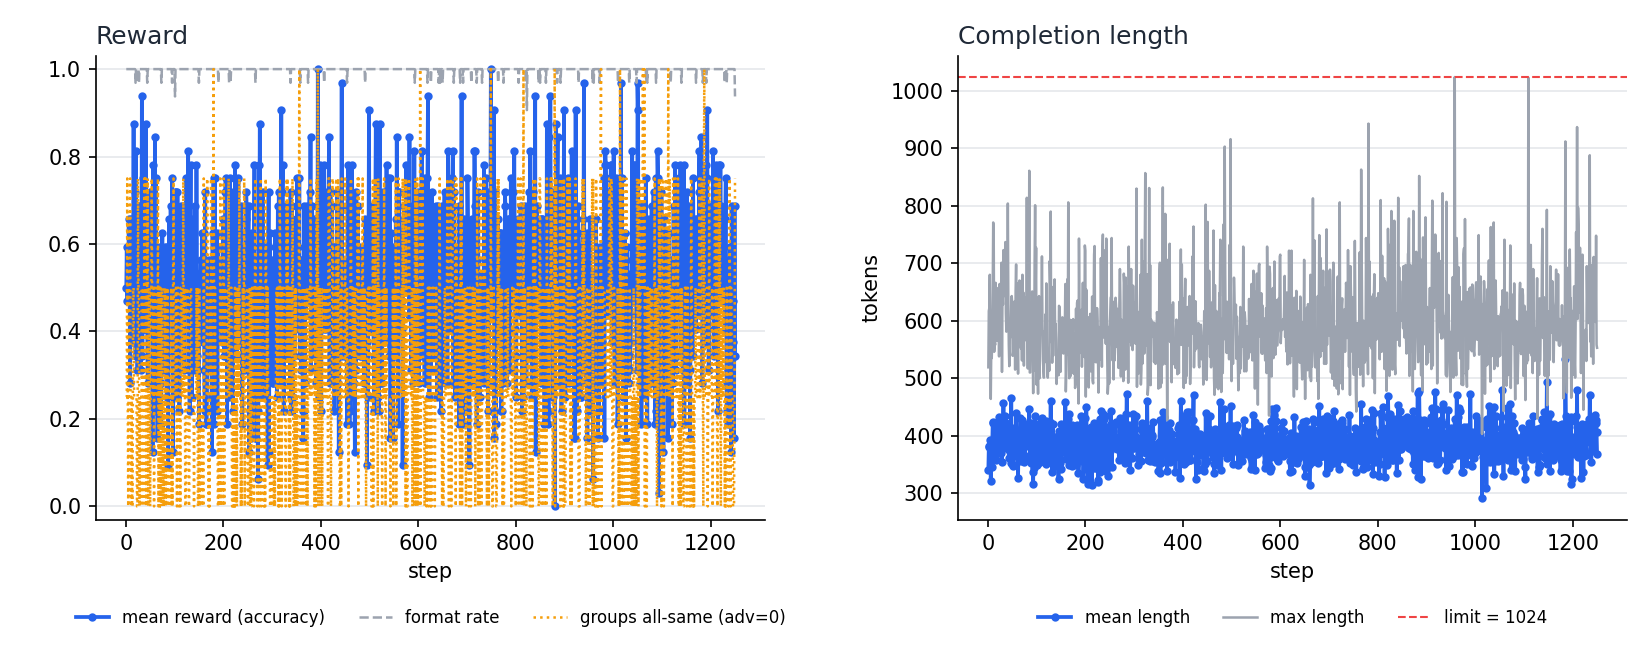 Reward
1.0
0.8
0.6
0.4
0.2
0.0
0 200 400 600 800 1000 1200
step
mean reward (accuracy) format rate groups all-same (adv=0)
Completion length
tokens
1000
900
800
700
600
500
400
300
0 200 400 600 800 1000 1200
step
mean length max length limit = 1024